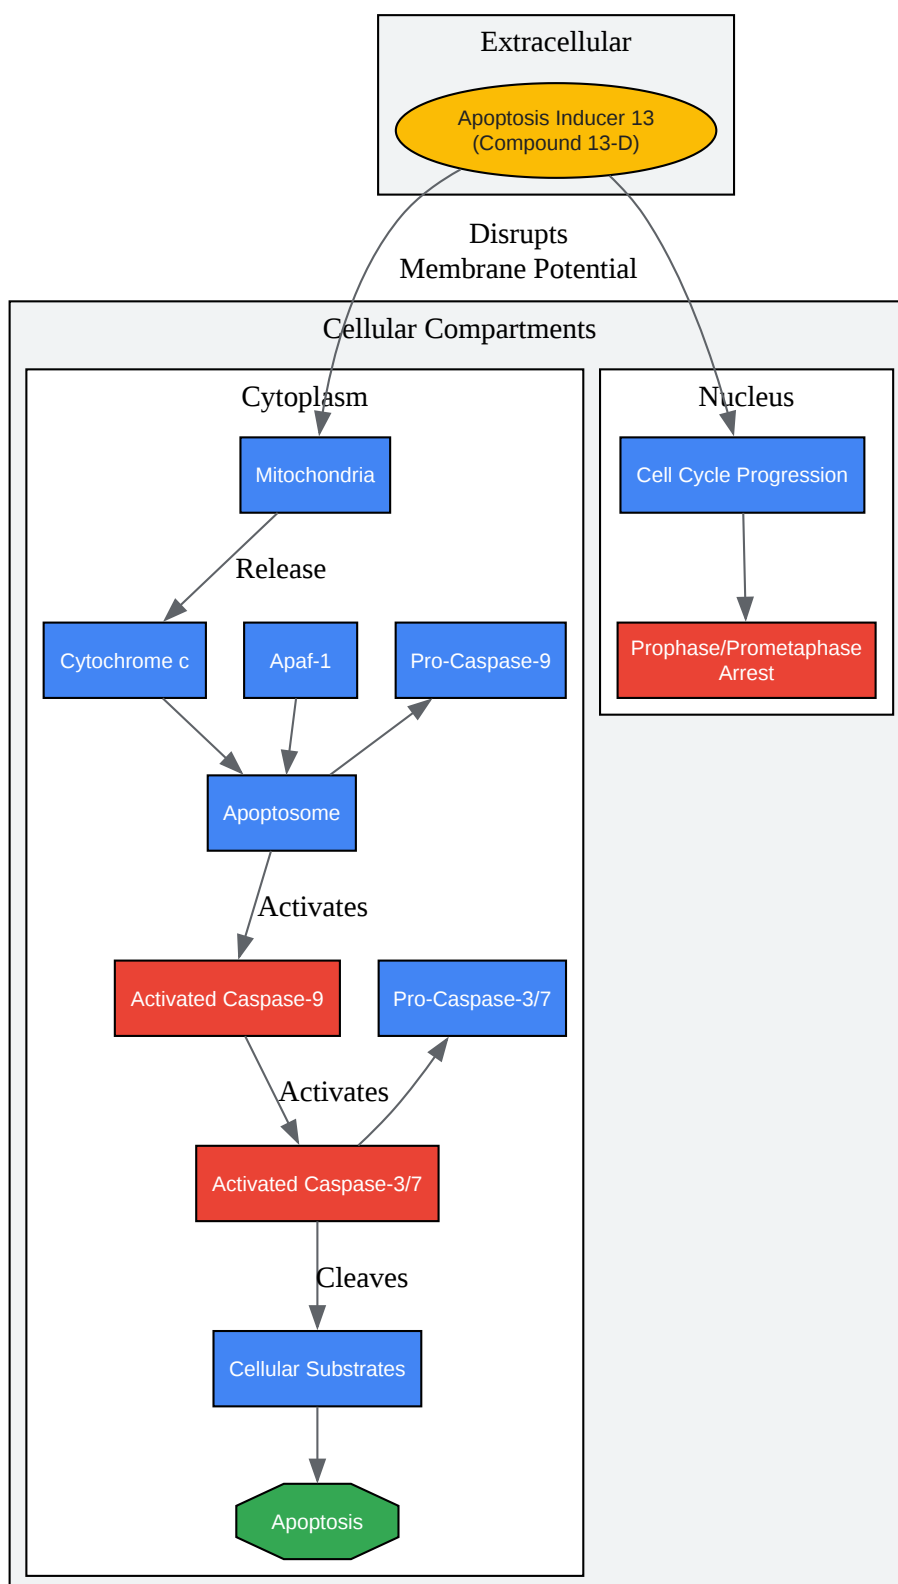 Extracellular
Apoptosis Inducer 13
(Compound 13-D)
Disrupts
Membrane Potential
Cellular Compartments
Cytoplasm
Nucleus
Mitochondria
Cell Cycle Progression
Release
Cytochrome c
Apaf-1
Pro-Caspase-9
Prophase/Prometaphase
Arrest
Apoptosome
Activates
Activated Caspase-9
Pro-Caspase-3/7
Activates
Activated Caspase-3/7
Cleaves
Cellular Substrates
Apoptosis